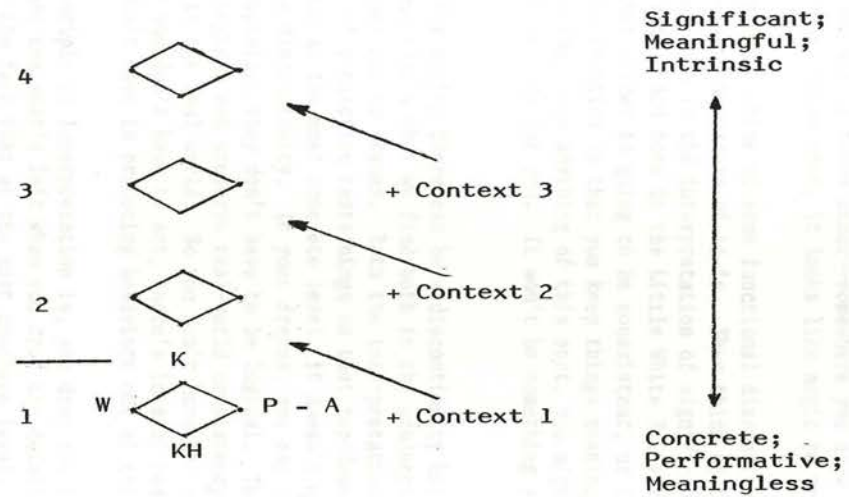 Significant;
Meaningful;
Intrinsic
4
3
+ Context 3
2
+ Context 2
K
1
W
P - A
+ Context 1
KH
Concrete;
Performative;
Meaningless